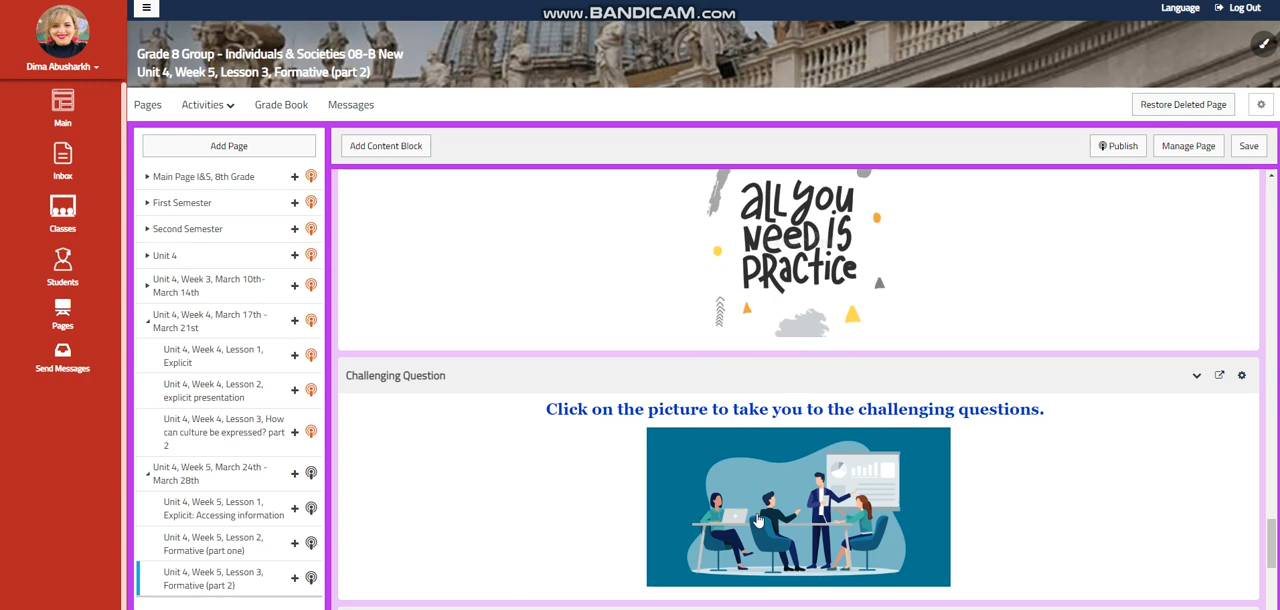 www.BANDICAM.com
Language
Log Out
Dima Abusharkh
Grade 8 Group - Individuals & Societies 08-B New
Unit 4, Week 5, Lesson 3, Formative (part 2)
Pages
Activities
Grade Book
Messages
Restore Deleted Page
Main
Inbox
Classes
Students
Pages
Send Messages
Add Page
Main Page I&S, 8th Grade
First Semester
Second Semester
Unit 4
Unit 4, Week 3, March 10th-
March 14th
Unit 4, Week 4, March 17th -
March 21st
Unit 4, Week 4, Lesson 1,
Explicit
Unit 4, Week 4, Lesson 2,
explicit presentation
Unit 4, Week 4, Lesson 3, How
can culture be expressed? part
2
Unit 4, Week 5, March 24th -
March 28th
Unit 4, Week 5, Lesson 1,
Explicit: Accessing information
Unit 4, Week 5, Lesson 2,
Formative (part one)
Unit 4, Week 5, Lesson 3,
Formative (part 2)
Add Content Block
Publish
Manage Page
Save
all you
need is
practice
Challenging Question
Click on the picture to take you to the challenging questions.